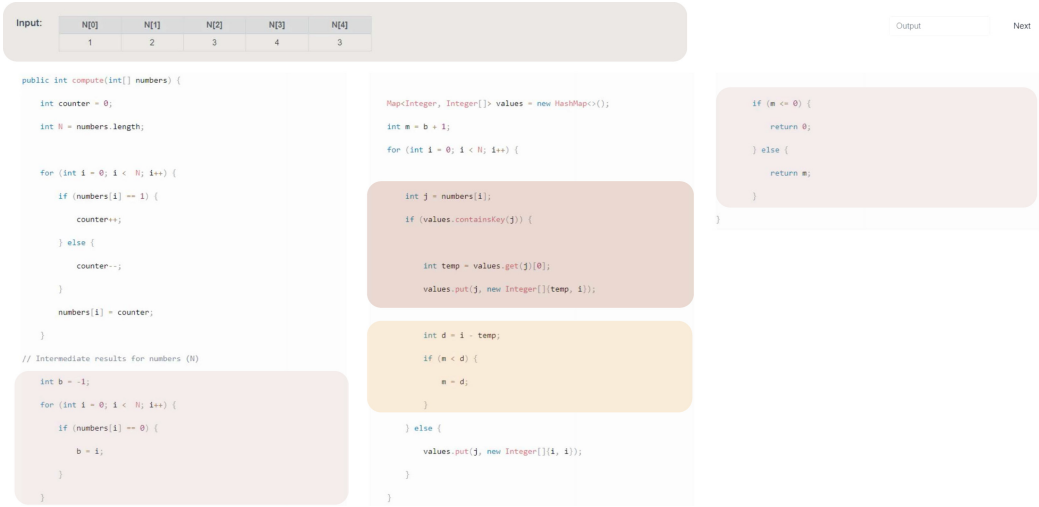 Input:
N[0] N[1] N[2] N[3] N[4]
1 2 3 4 3
Output
Next
public int compute(int[] numbers) {
int counter = 0;
int N = numbers.length;
for (int i = 0; i < N; i++) {
if (numbers[i] == 1) {
counter++;
} else {
counter--;
}
numbers[i] = counter;
}
// Intermediate results for numbers (N)
int b = -1;
for (int i = 0; i < N; i++) {
if (numbers[i] == 0) {
b = i;
}
}
Map<Integer, Integer[]> values = new HashMap<>();
int m = b + 1;
for (int i = 0; i < N; i++) {
int j = numbers[i];
if (values.containsKey(j)) {
int temp = values.get(j)[0];
values.put(j, new Integer[]{temp, i});
int d = i - temp;
if (m < d) {
m = d;
}
} else {
values.put(j, new Integer[]{i, i});
}
}
if (m <= 0) {
return 0;
} else {
return m;
}
}